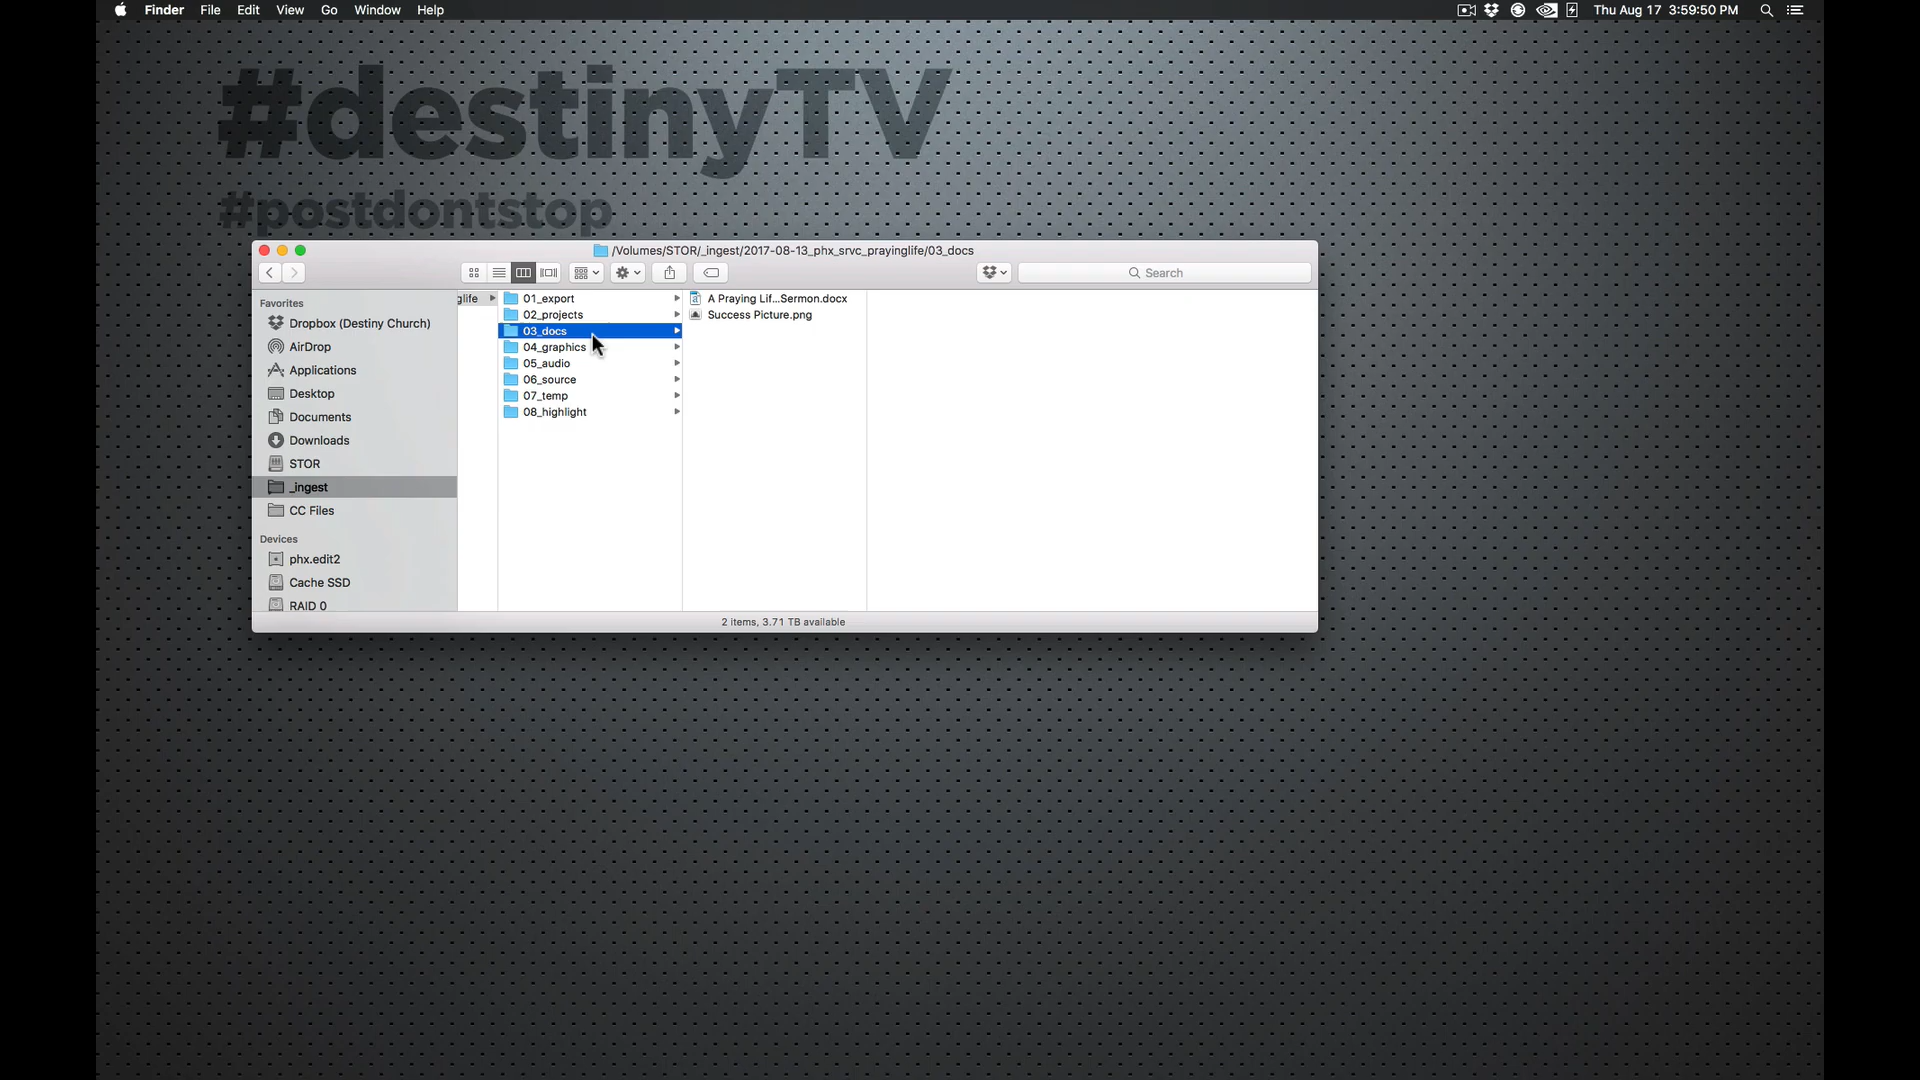 Finder File Edit View Go Window Help
Thu Aug 17 3:59:50 PM
#destinyTV
#postdontstop
/Volumes/STOR/_ingest/2017-08-13_phx_srvc_prayinglife/03_docs
Search
Favorites
Dropbox (Destiny Church)
AirDrop
Applications
Desktop
Documents
Downloads
STOR
_ingest
CC Files
Devices
phx.edit2
Cache SSD
RAID 0
glife
01_export
02_projects
03_docs
04_graphics
05_audio
06_source
07_temp
08_highlight
A Praying Lif...Sermon.docx
Success Picture.png
2 items, 3.71 TB available